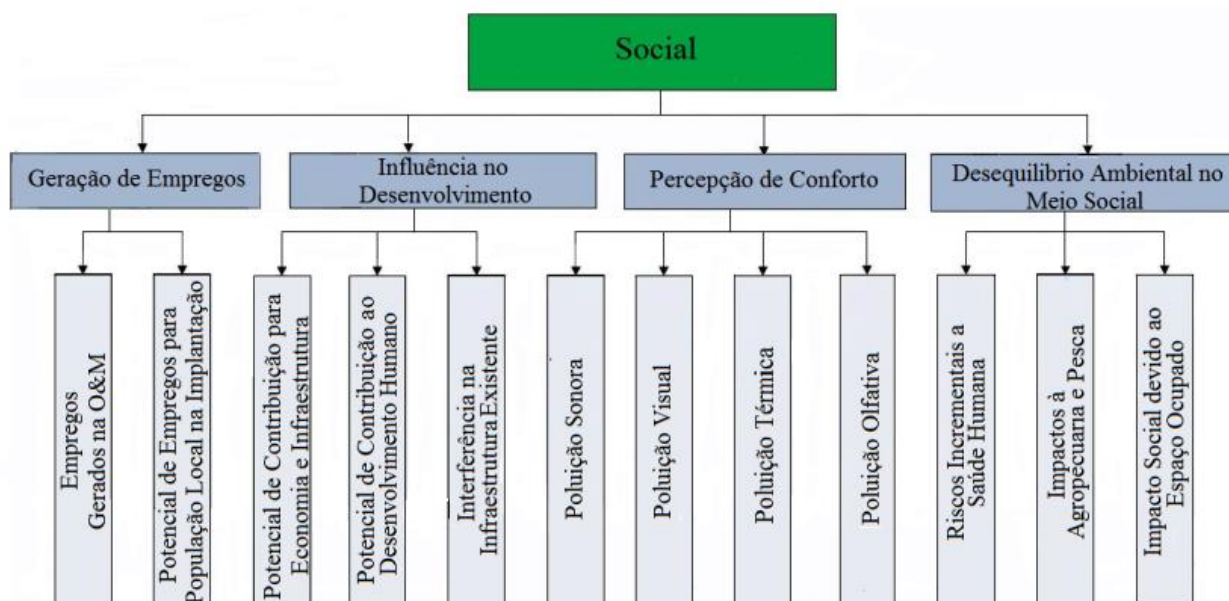 Social
Geração de Empregos
Influência no
Desenvolvimento
Percepção de Conforto
Desequilibrio Ambiental no
Meio Social
Empregos
Gerados na O&M
Potencial de Empregos para
População Local na Implantação
Potencial de Contribuição para
Economia e Infraestrutura
Potencial de Contribuição ao
Desenvolvimento Humano
Interferência na
Infraestrutura Existente
Poluição Sonora
Poluição Visual
Poluição Térmica
Poluição Olfativa
Riscos Incrementais a
Saúde Humana
Impactos à
Agropecuaria e Pesca
Impacto Social devido ao
Espaço Ocupado